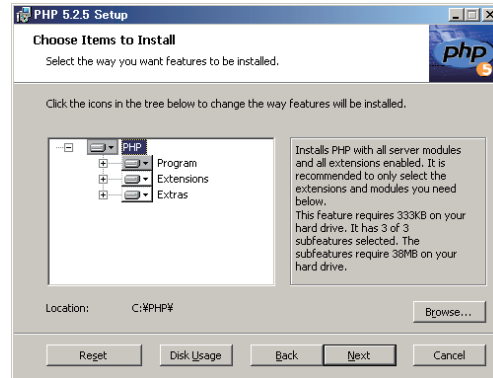 PHP 5.2.5 Setup
Choose Items to Install
Select the way you want features to be installed.
php
5
Click the icons in the tree below to change the way features will be installed.
PHP
Program
Extensions
Extras
Installs PHP with all server modules
and all extensions enabled. It is
recommended to only select the
extensions and modules you need
below.
This feature requires 333KB on your
hard drive. It has 3 of 3
subfeatures selected. The
subfeatures require 38MB on your
hard drive.
Location: C:¥PHP¥
Browse...
Reset Disk Usage Back Next Cancel